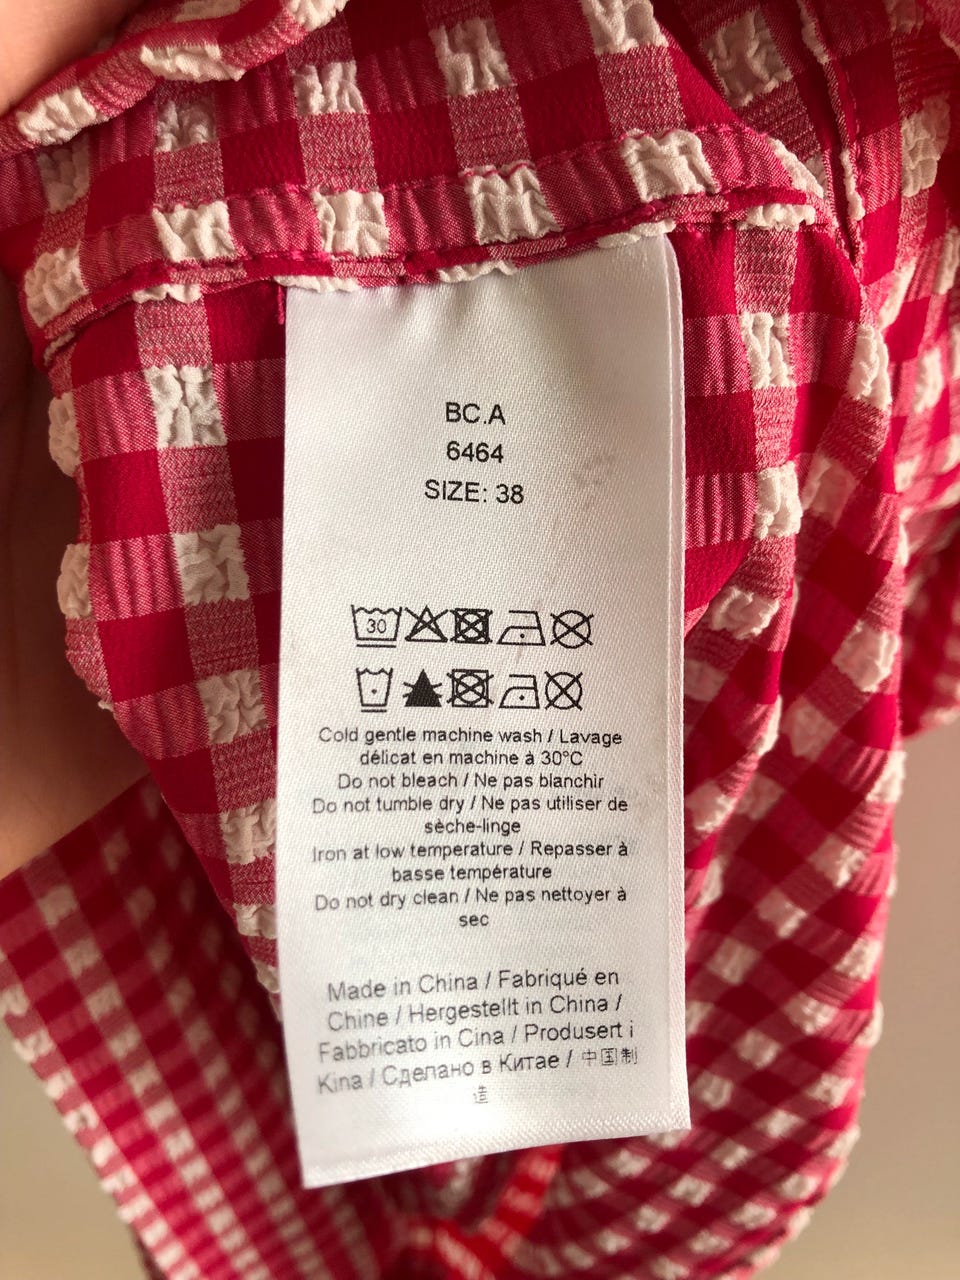 BC.A
6464
SIZE: 38
30
Cold gentle machine wash / Lavage
délicat en machine à 30°C
Do not bleach / Ne pas blanchir
Do not tumble dry / Ne pas utiliser de
sèche-linge
Iron at low temperature / Repasser à
basse température
Do not dry clean / Ne pas nettoyer à
sec
Made in China / Fabriqué en
Chine / Hergestellt in China /
Fabbricato in Cina / Produsert i
Kina / Сделано в Китае / 中国制
造